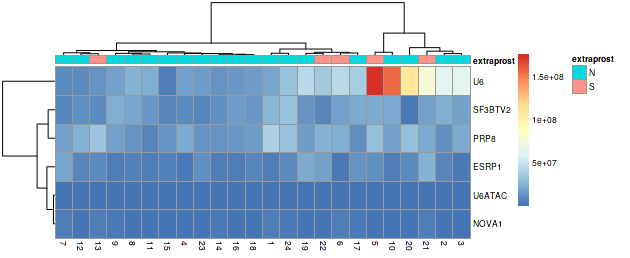 extraprost
U6
SF3BTV2
PRP8
ESRP1
U6ATAC
NOVA1
7 12 13 9 8 11 15 4 23 14 16 18 1 24 19 22 6 17 5 10 20 21 2 3
1.5e+08
1e+08
5e+07
extraprost
N
S